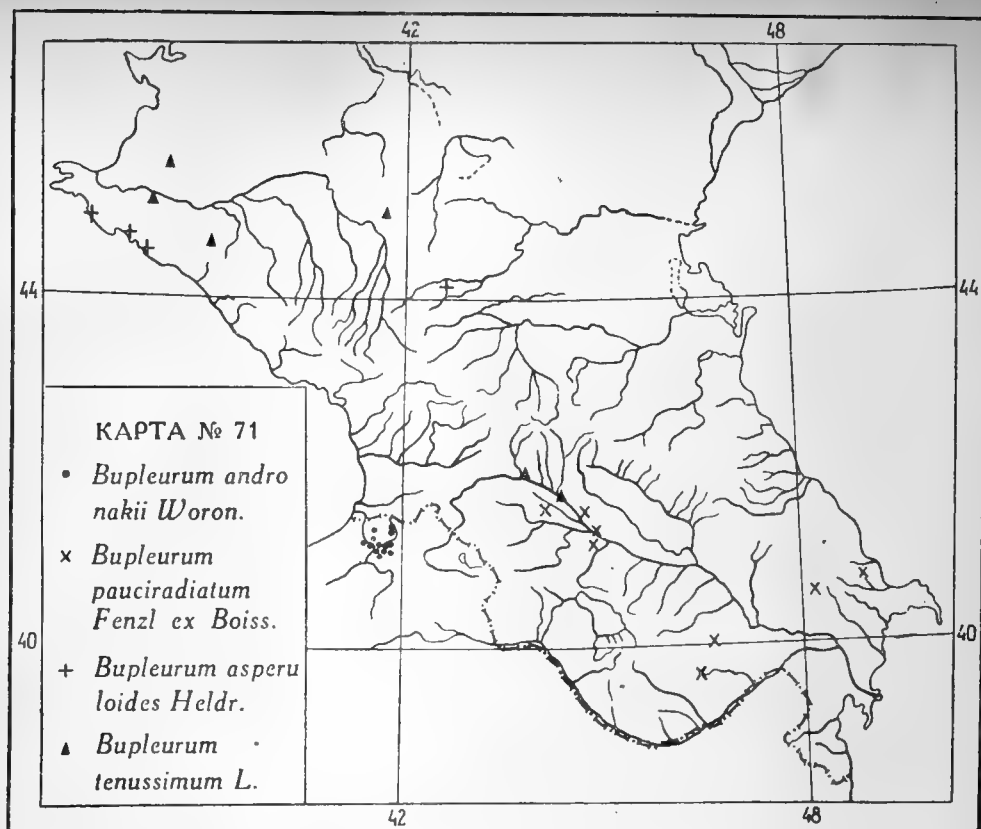 42 48
44 44
КАРТА № 71
• Bupleurum andro
nakii Woron.
× Bupleurum
pauciradiatum
Fenzl ex Boiss.
+ Bupleurum asperu
loides Heldr.
▲ Bupleurum
tenussimum L.
40 40
42 48